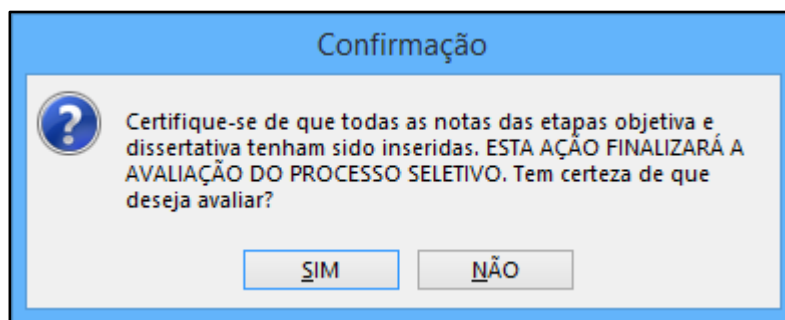 Confirmação
Certifique-se de que todas as notas das etapas objetiva e
dissertativa tenham sido inseridas. ESTA AÇÃO FINALIZARÁ A
AVALIAÇÃO DO PROCESSO SELETIVO. Tem certeza de que
deseja avaliar?
SIM NÃO